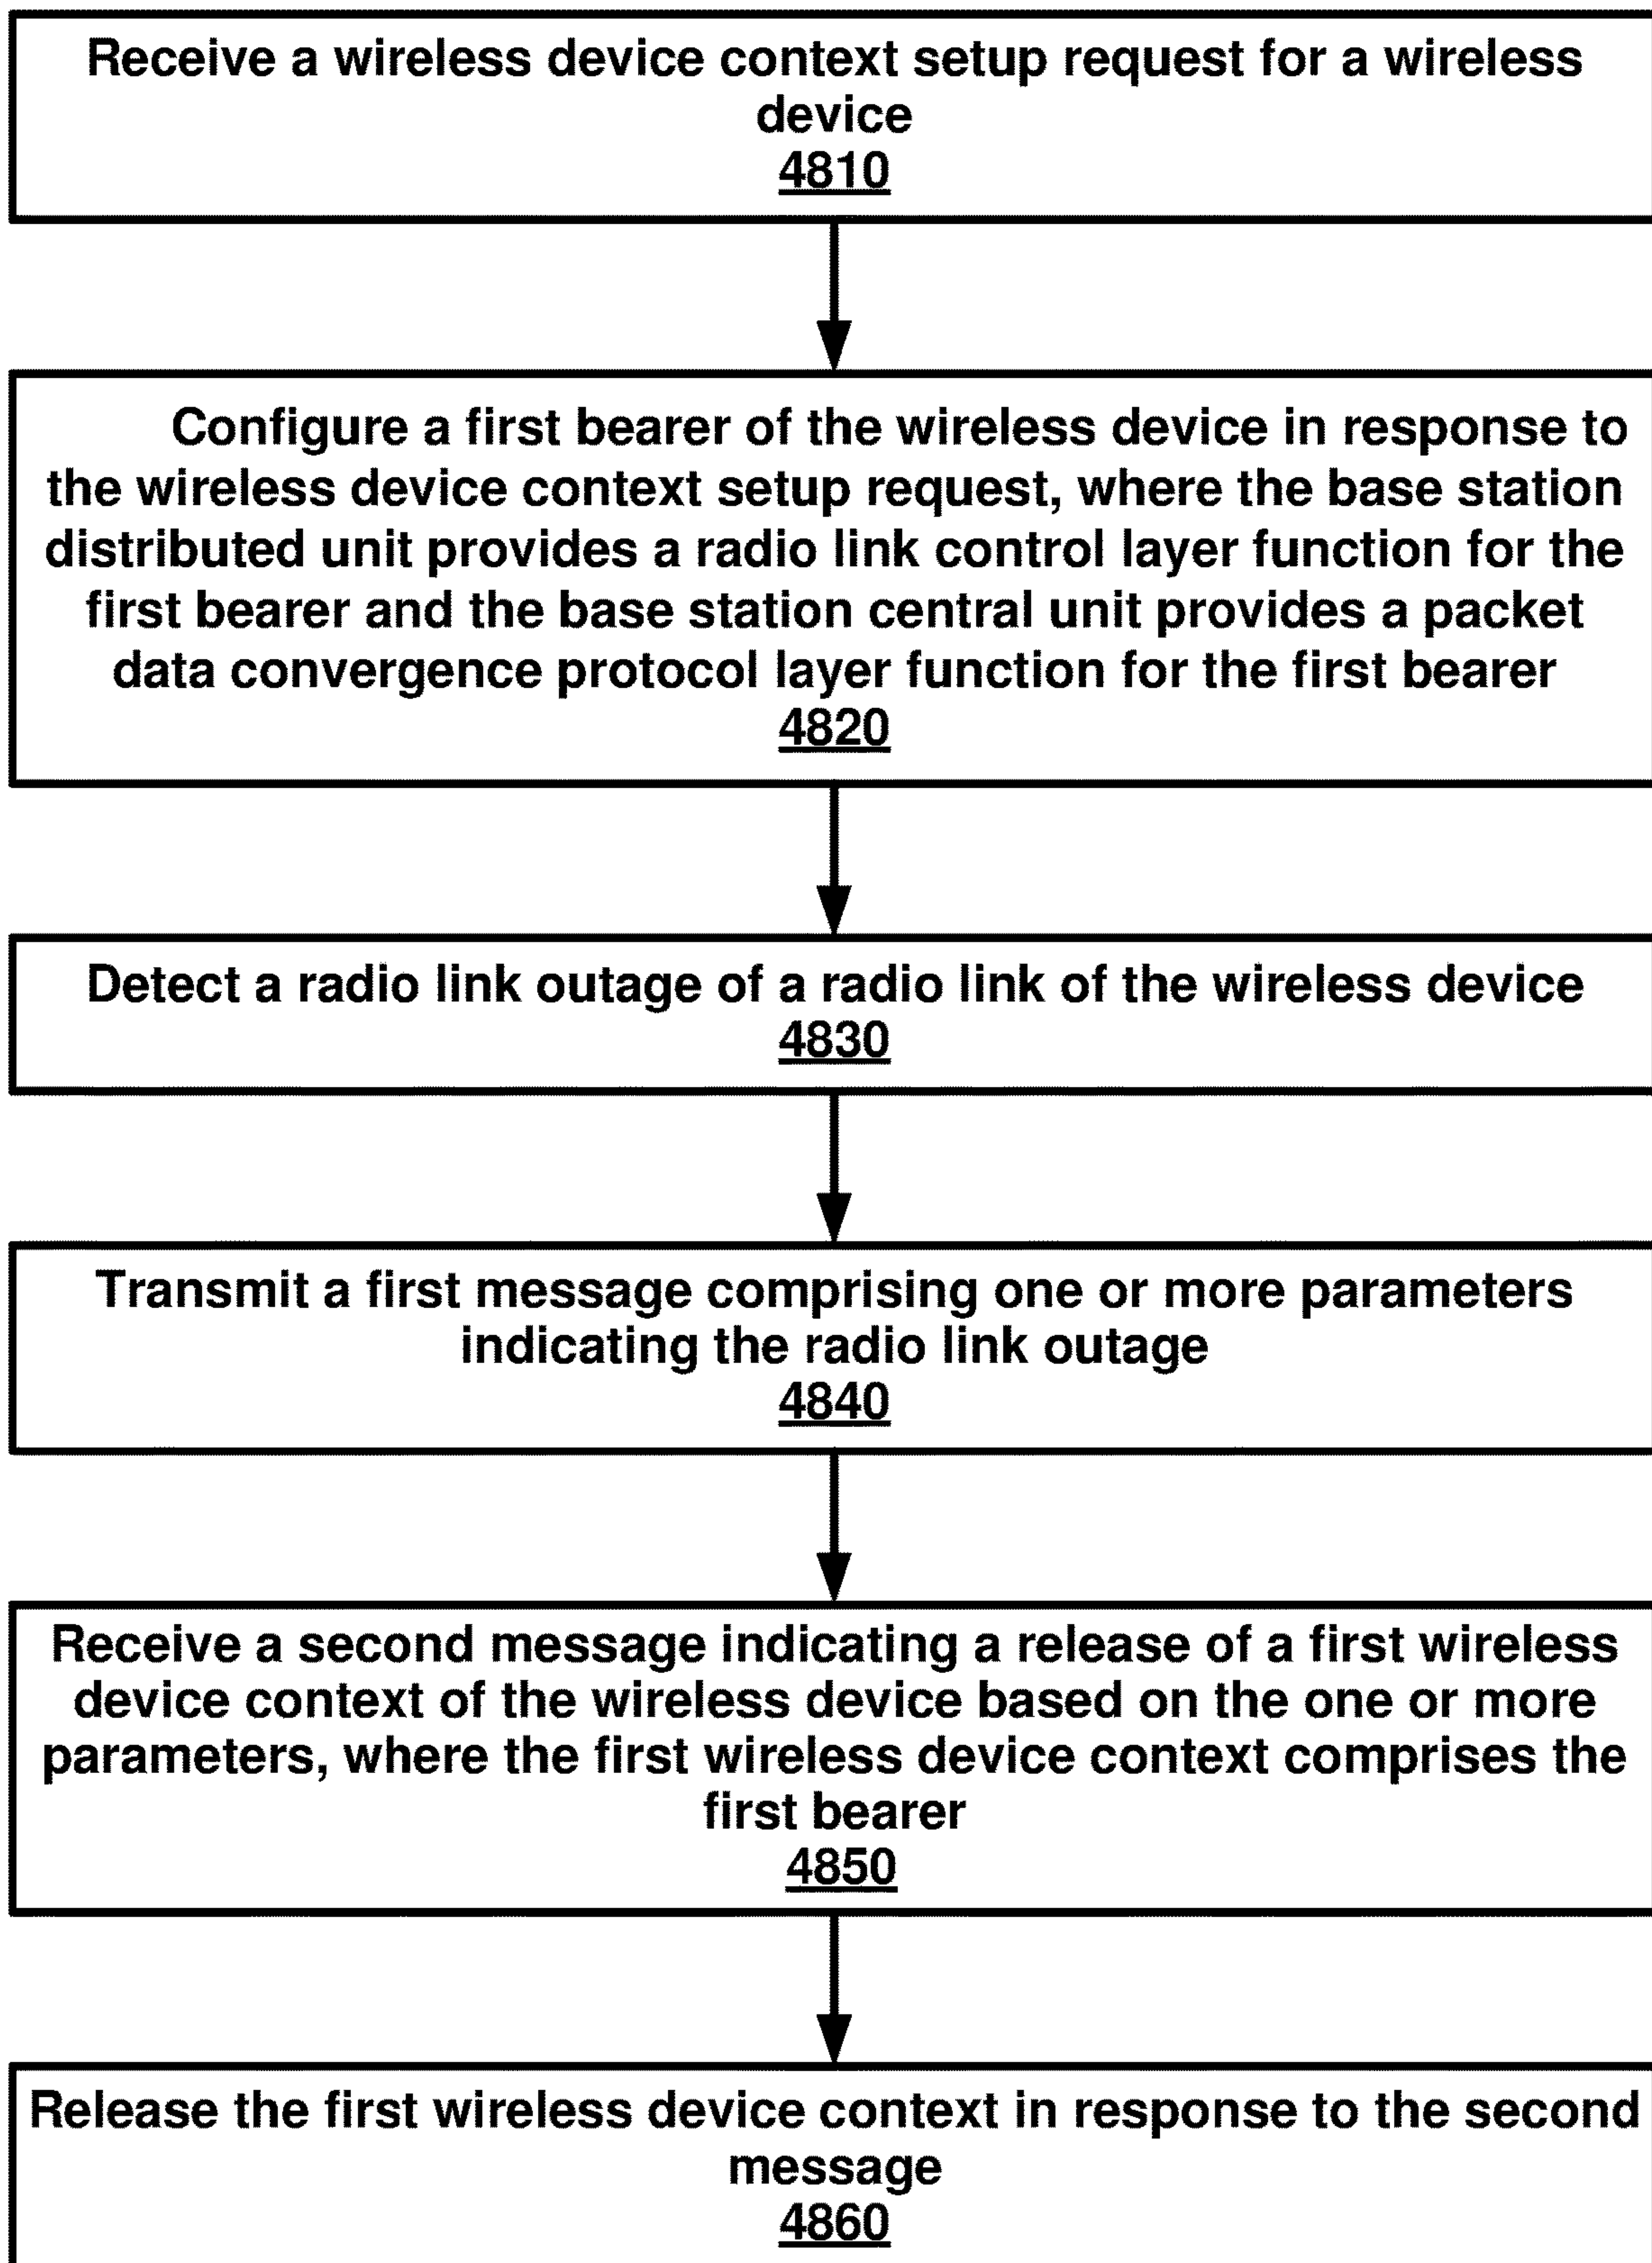 Receive a wireless device context setup request for a wireless
device
4810
Configure a first bearer of the wireless device in response to
the wireless device context setup request, where the base station
distributed unit provides a radio link control layer function for the
first bearer and the base station central unit provides a packet
data convergence protocol layer function for the first bearer
4820
Detect a radio link outage of a radio link of the wireless device
4830
Transmit a first message comprising one or more parameters
indicating the radio link outage
4840
Receive a second message indicating a release of a first wireless
device context of the wireless device based on the one or more
parameters, where the first wireless device context comprises the
first bearer
4850
Release the first wireless device context in response to the second
message
4860